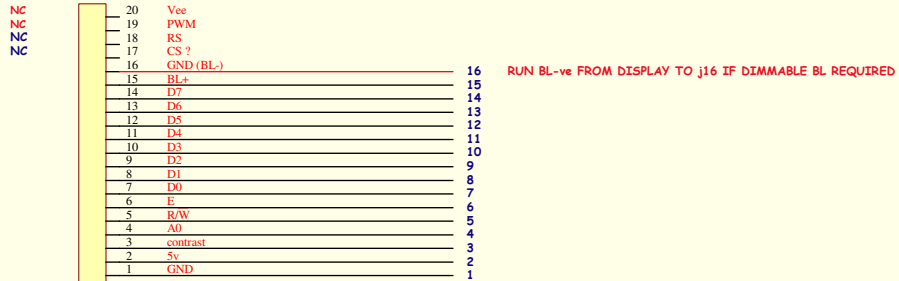 NC 20 Vee
NC 19 PWM
NC 18 RS
NC 17 CS ?
16 GND (BL-) 16 RUN BL-ve FROM DISPLAY TO j16 IF DIMMABLE BL REQUIRED
15 BL+ 15
14 D7 14
13 D6 13
12 D5 12
11 D4 11
10 D3 10
9 D2 9
8 D1 8
7 D0 7
6 E 6
5 R/W 5
4 A0 4
3 contrast 3
2 5v 2
1 GND 1